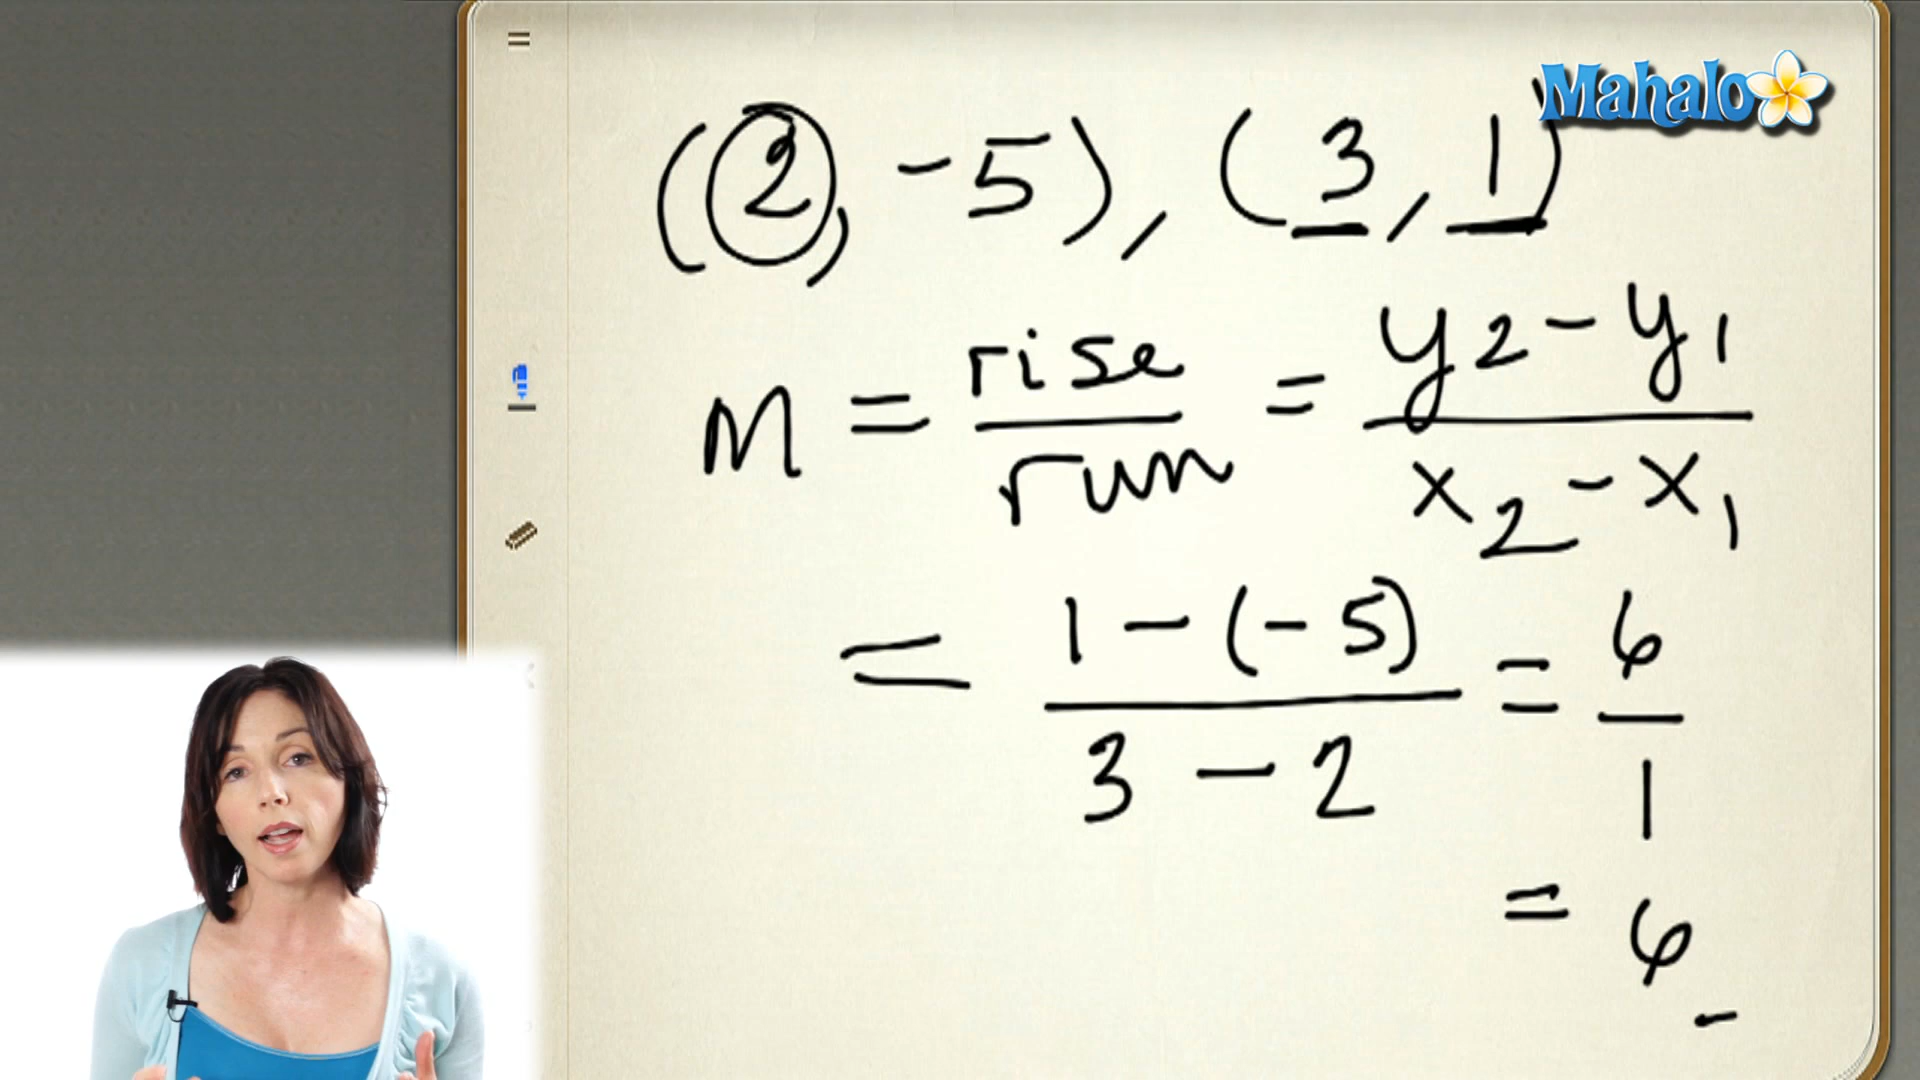 Mahalo
(2, -5), (3, 1)
m = rise/run = y2 - y1 / x2 - x1
= 1 - (-5) / 3 - 2 = 6/1
= 6